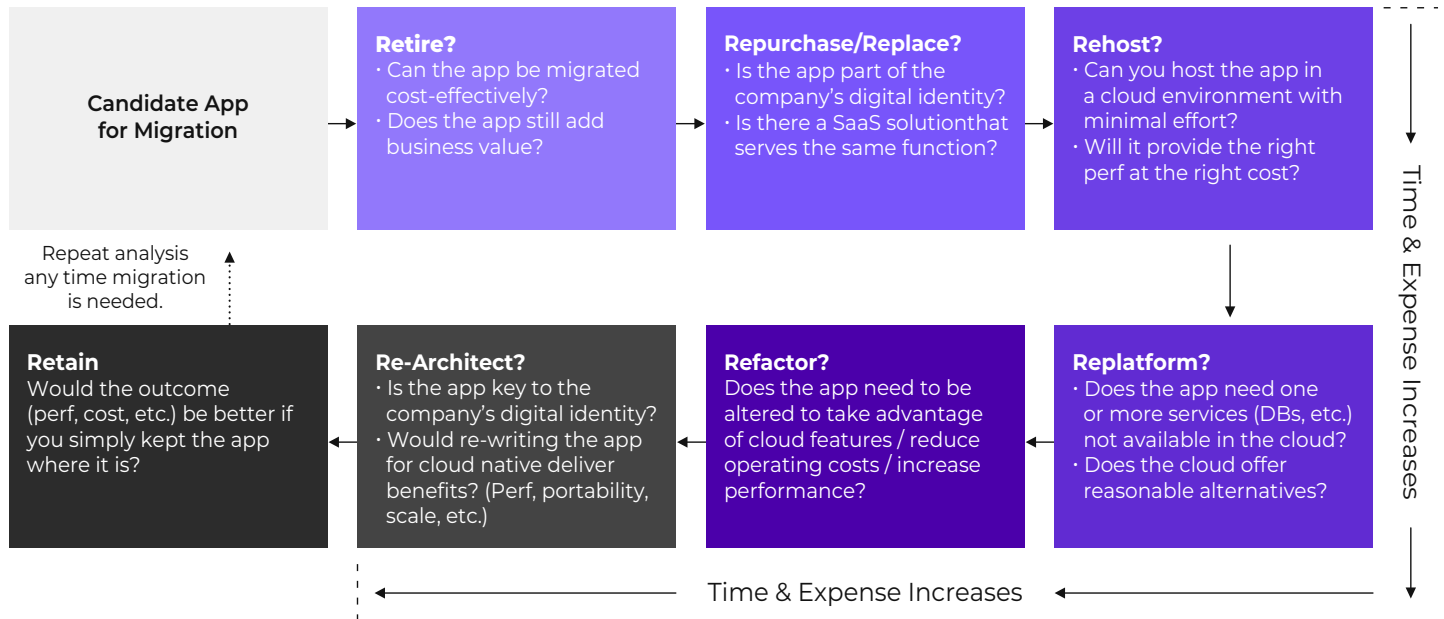 Candidate App
for Migration
Retire?
· Can the app be migrated
cost-effectively?
· Does the app still add
business value?
Repurchase/Replace?
· Is the app part of the
company’s digital identity?
· Is there a SaaS solutionthat
serves the same function?
Rehost?
· Can you host the app in
a cloud environment with
minimal effort?
· Will it provide the right
perf at the right cost?
Time & Expense Increases
Repeat analysis
any time migration
is needed.
Retain
Would the outcome
(perf, cost, etc.) be better if
you simply kept the app
where it is?
Re-Architect?
· Is the app key to the
company’s digital identity?
· Would re-writing the app
for cloud native deliver
benefits? (Perf, portability,
scale, etc.)
Refactor?
Does the app need to be
altered to take advantage
of cloud features / reduce
operating costs / increase
performance?
Replatform?
· Does the app need one
or more services (DBs, etc.)
not available in the cloud?
· Does the cloud offer
reasonable alternatives?
Time & Expense Increases